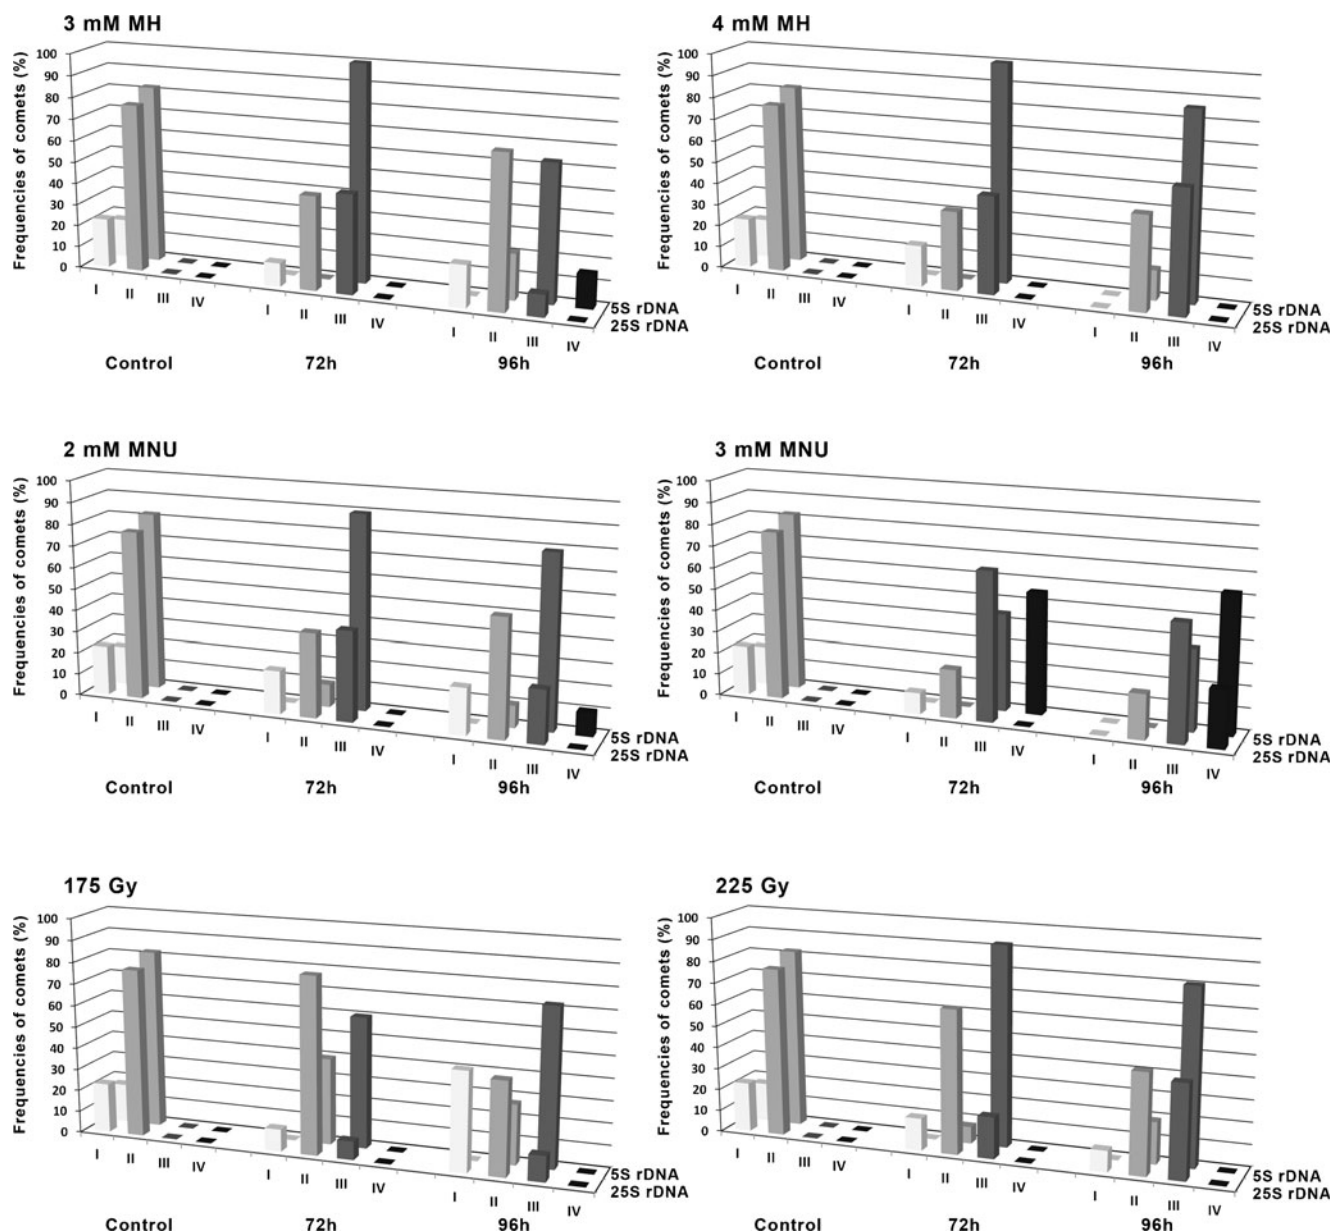 3 mM MH
Frequencies of comets (%)
100
90
80
70
60
50
40
30
20
10
0
I II III IV I II III IV I II III IV
5S rDNA
25S rDNA
Control 72h 96h
4 mM MH
Frequencies of comets (%)
100
90
80
70
60
50
40
30
20
10
0
I II III IV I II III IV I II III IV
5S rDNA
25S rDNA
Control 72h 96h
2 mM MNU
Frequencies of comets (%)
100
90
80
70
60
50
40
30
20
10
0
I II III IV I II III IV I II III IV
5S rDNA
25S rDNA
Control 72h 96h
3 mM MNU
Frequencies of comets (%)
100
90
80
70
60
50
40
30
20
10
0
I II III IV I II III IV I II III IV
5S rDNA
25S rDNA
Control 72h 96h
175 Gy
Frequencies of comets (%)
100
90
80
70
60
50
40
30
20
10
0
I II III IV I II III IV I II III IV
5S rDNA
25S rDNA
Control 72h 96h
225 Gy
Frequencies of comets (%)
100
90
80
70
60
50
40
30
20
10
0
I II III IV I II III IV I II III IV
5S rDNA
25S rDNA
Control 72h 96h